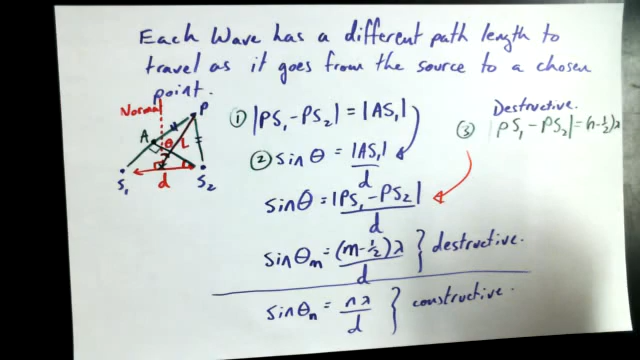 Each Wave has a different path length to
travel as it goes from the source to a chosen
point.
Normal
P
A
θ
L
S₁
d
S₂
① |PS₁ - PS₂| = |AS₁|
② sin θ = |AS₁| / d
sin θ = |PS₁ - PS₂| / d
sin θₘ = (m - ½)λ / d } destructive.
sin θₙ = nλ / d } constructive.
Destructive.
③ |PS₁ - PS₂| = (n - ½)λ